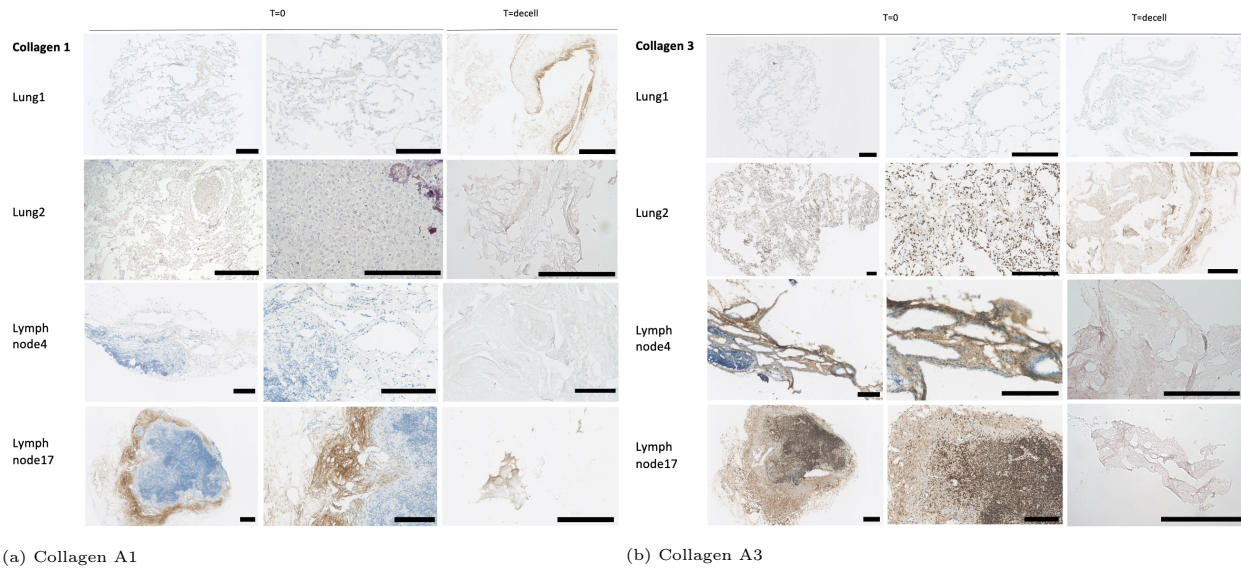 T=0
T=decell
Collagen 1
Lung1
Lung2
Lymph
node4
Lymph
node17
(a) Collagen A1
T=0
T=decell
Collagen 3
Lung1
Lung2
Lymph
node4
Lymph
node17
(b) Collagen A3